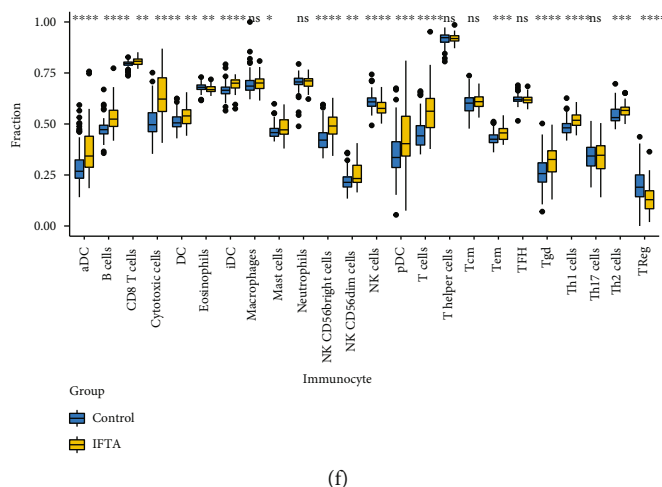 **** **** ** **** ** ** **** ns * ns **** ** **** *** **** ns ns *** ns **** **** ns *** ****
1.00
0.75
0.50
0.25
0.00
Fraction
aDC
B cells
CD8 T cells
Cytotoxic cells
DC
Eosinphils
iDC
Macrophages
Mast cells
Neutrophils
NK CD56bright cells
NK CD56dim cells
NK cells
pDC
T cells
T helper cells
Tcm
Tem
TFH
Tgd
Th1 cells
Th17 cells
Th2 cells
TReg
Immunocyte
Group
Control
IFTA
(f)